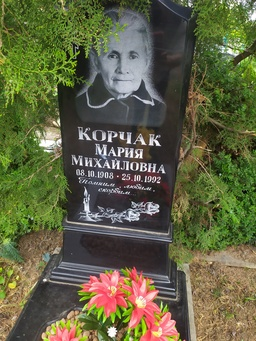 КОРЧАК
МАРИЯ
МИХАЙЛОВНА
08.10.1908 - 25.10.1992
Помним, любим,
скорбим...